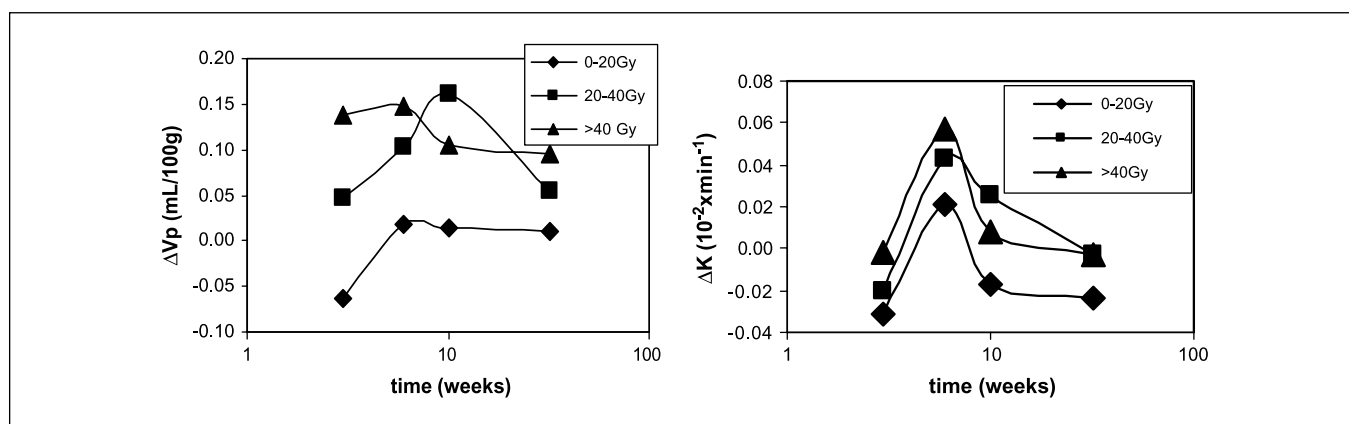 0.20
0.15
0.10
0.05
0.00
-0.05
-0.10
ΔVp (mL/100g)
1
10
100
time (weeks)
0-20Gy
20-40Gy
>40 Gy
0.08
0.06
0.04
0.02
0.00
-0.02
-0.04
ΔK (10⁻²xmin⁻¹)
1
10
100
time (weeks)
0-20Gy
20-40Gy
>40Gy